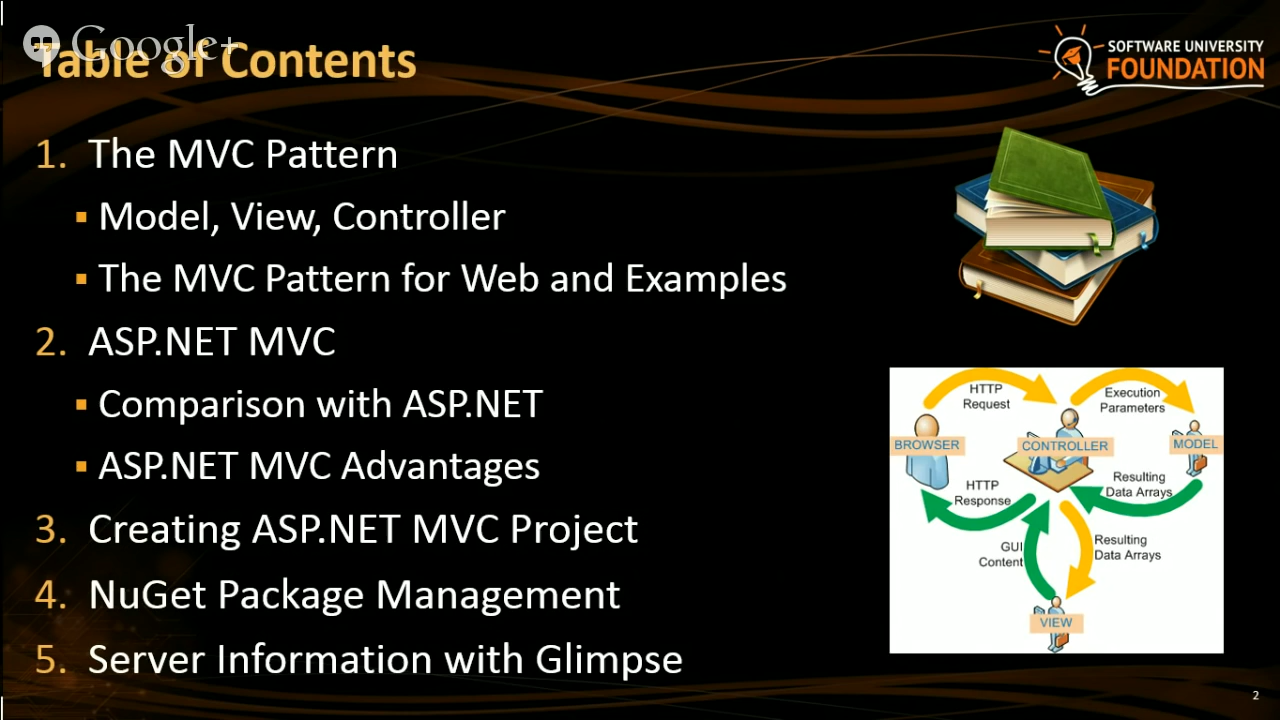 Google+
Table of Contents
SOFTWARE UNIVERSITY
FOUNDATION
1. The MVC Pattern
▪ Model, View, Controller
▪ The MVC Pattern for Web and Examples
2. ASP.NET MVC
▪ Comparison with ASP.NET
▪ ASP.NET MVC Advantages
3. Creating ASP.NET MVC Project
4. NuGet Package Management
5. Server Information with Glimpse
HTTP
Request
Execution
Parameters
BROWSER
CONTROLLER
MODEL
HTTP
Response
Resulting
Data Arrays
GUI
Content
Resulting
Data Arrays
VIEW
2